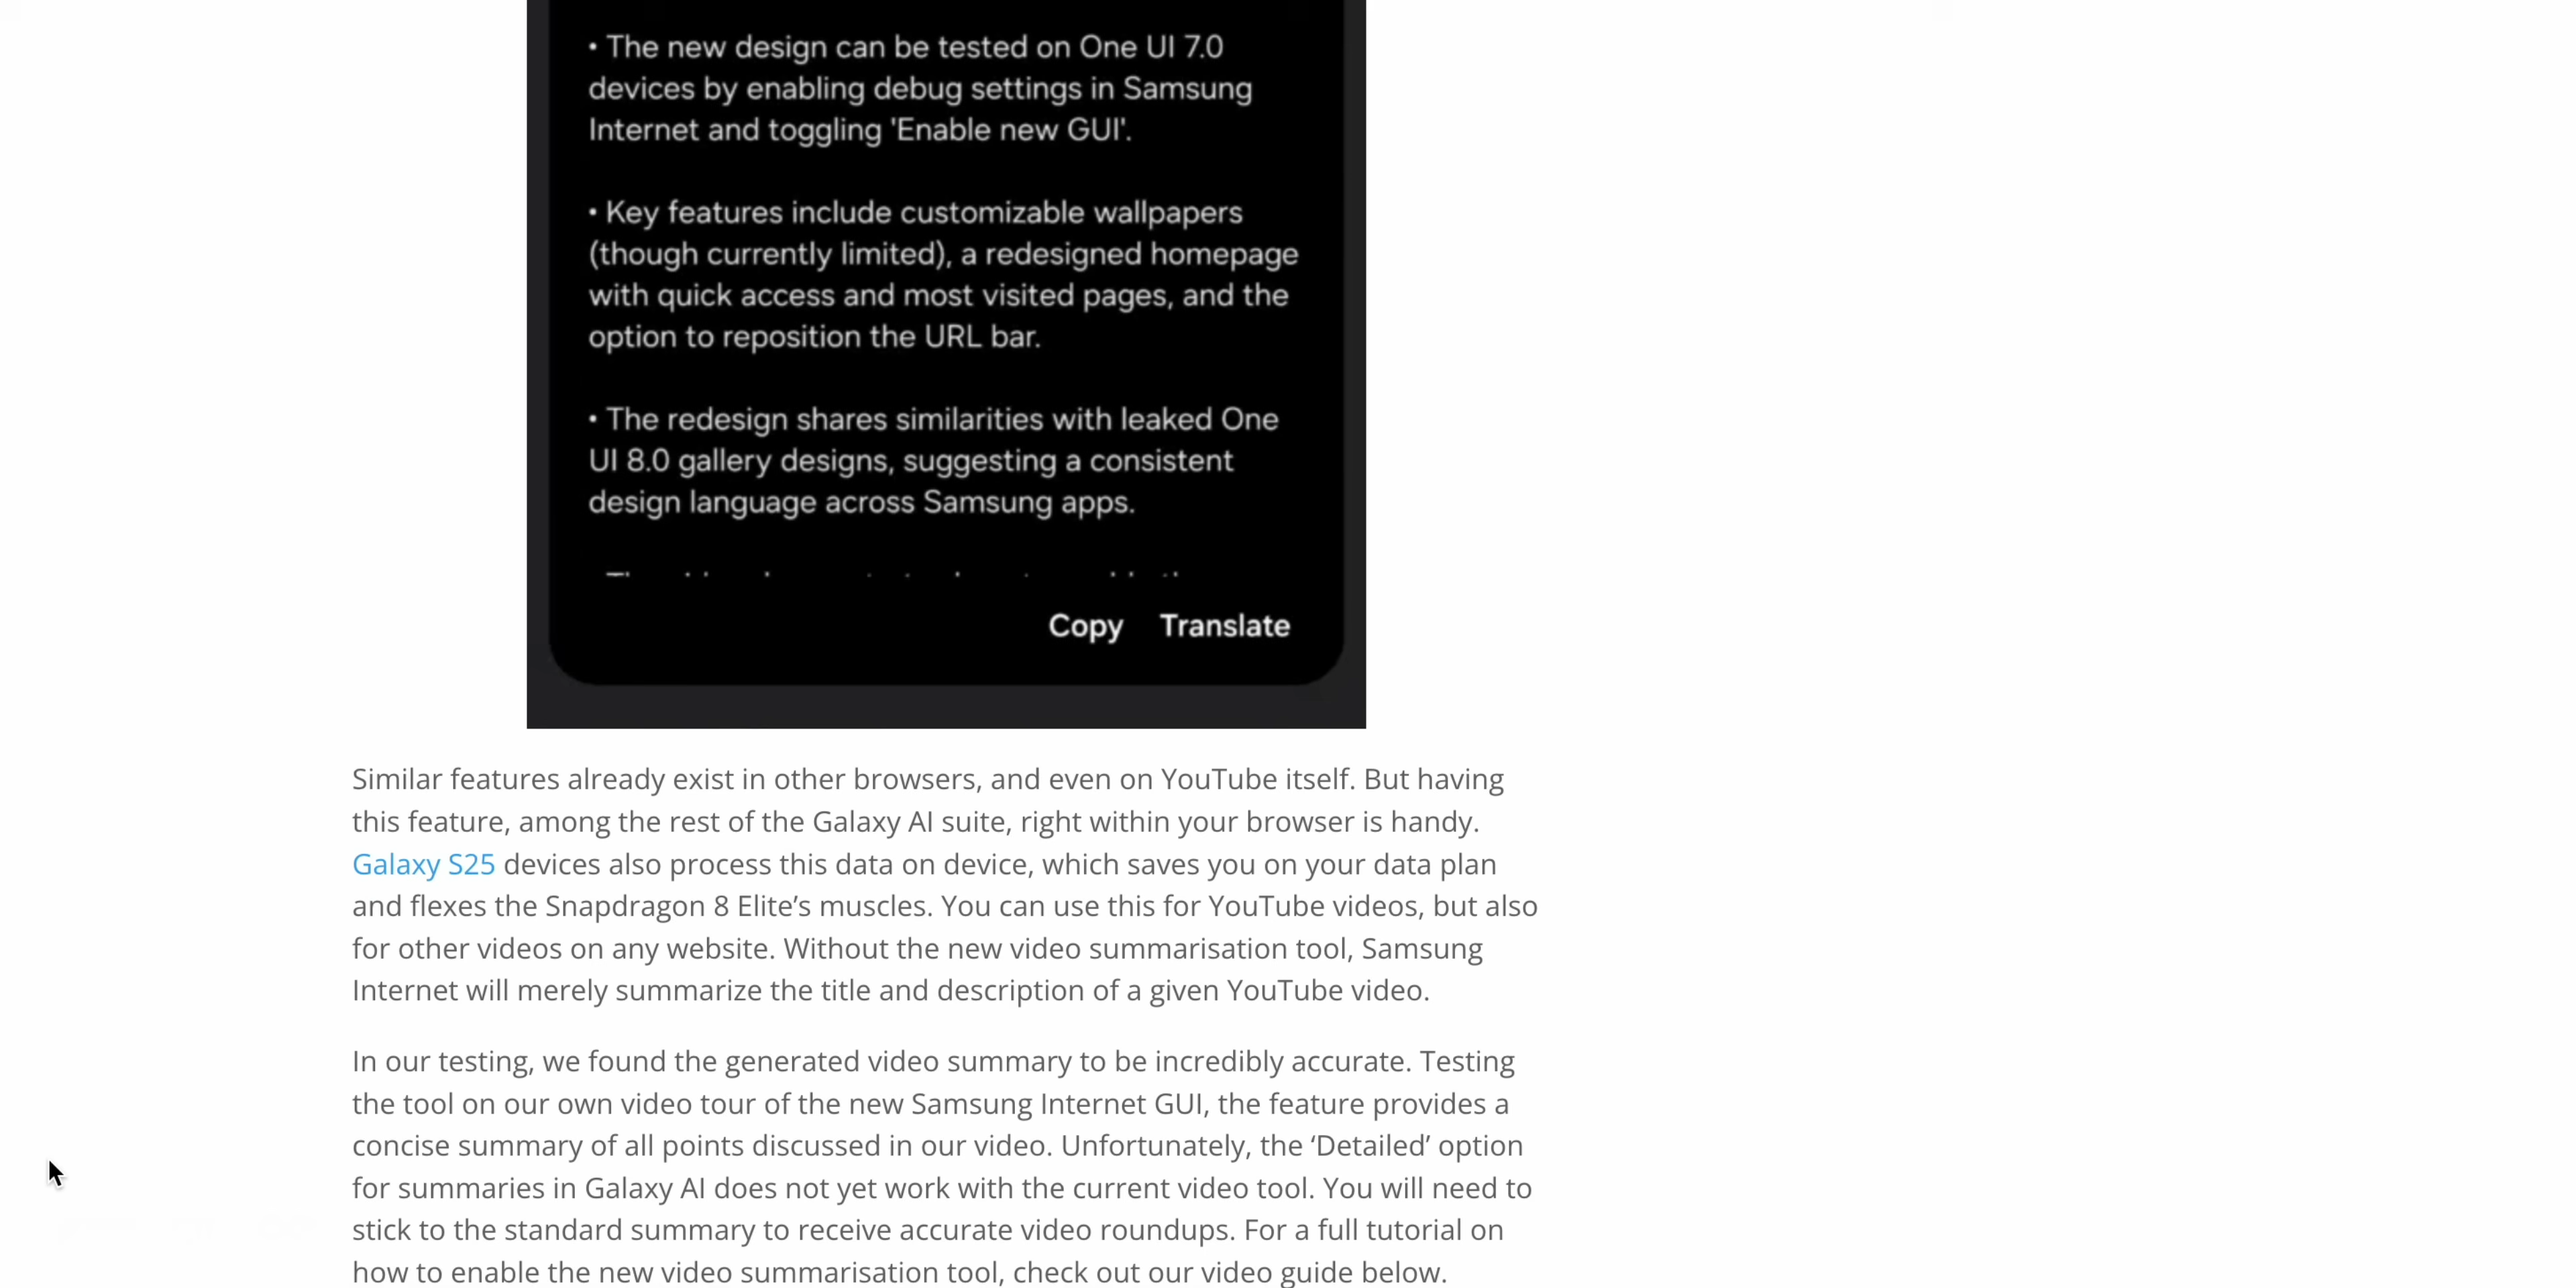 • The new design can be tested on One UI 7.0
devices by enabling debug settings in Samsung
Internet and toggling 'Enable new GUI'.
• Key features include customizable wallpapers
(though currently limited), a redesigned homepage
with quick access and most visited pages, and the
option to reposition the URL bar.
• The redesign shares similarities with leaked One
UI 8.0 gallery designs, suggesting a consistent
design language across Samsung apps.
Copy Translate
Similar features already exist in other browsers, and even on YouTube itself. But having
this feature, among the rest of the Galaxy AI suite, right within your browser is handy.
Galaxy S25 devices also process this data on device, which saves you on your data plan
and flexes the Snapdragon 8 Elite’s muscles. You can use this for YouTube videos, but also
for other videos on any website. Without the new video summarisation tool, Samsung
Internet will merely summarize the title and description of a given YouTube video.
In our testing, we found the generated video summary to be incredibly accurate. Testing
the tool on our own video tour of the new Samsung Internet GUI, the feature provides a
concise summary of all points discussed in our video. Unfortunately, the ‘Detailed’ option
for summaries in Galaxy AI does not yet work with the current video tool. You will need to
stick to the standard summary to receive accurate video roundups. For a full tutorial on
how to enable the new video summarisation tool, check out our video guide below.